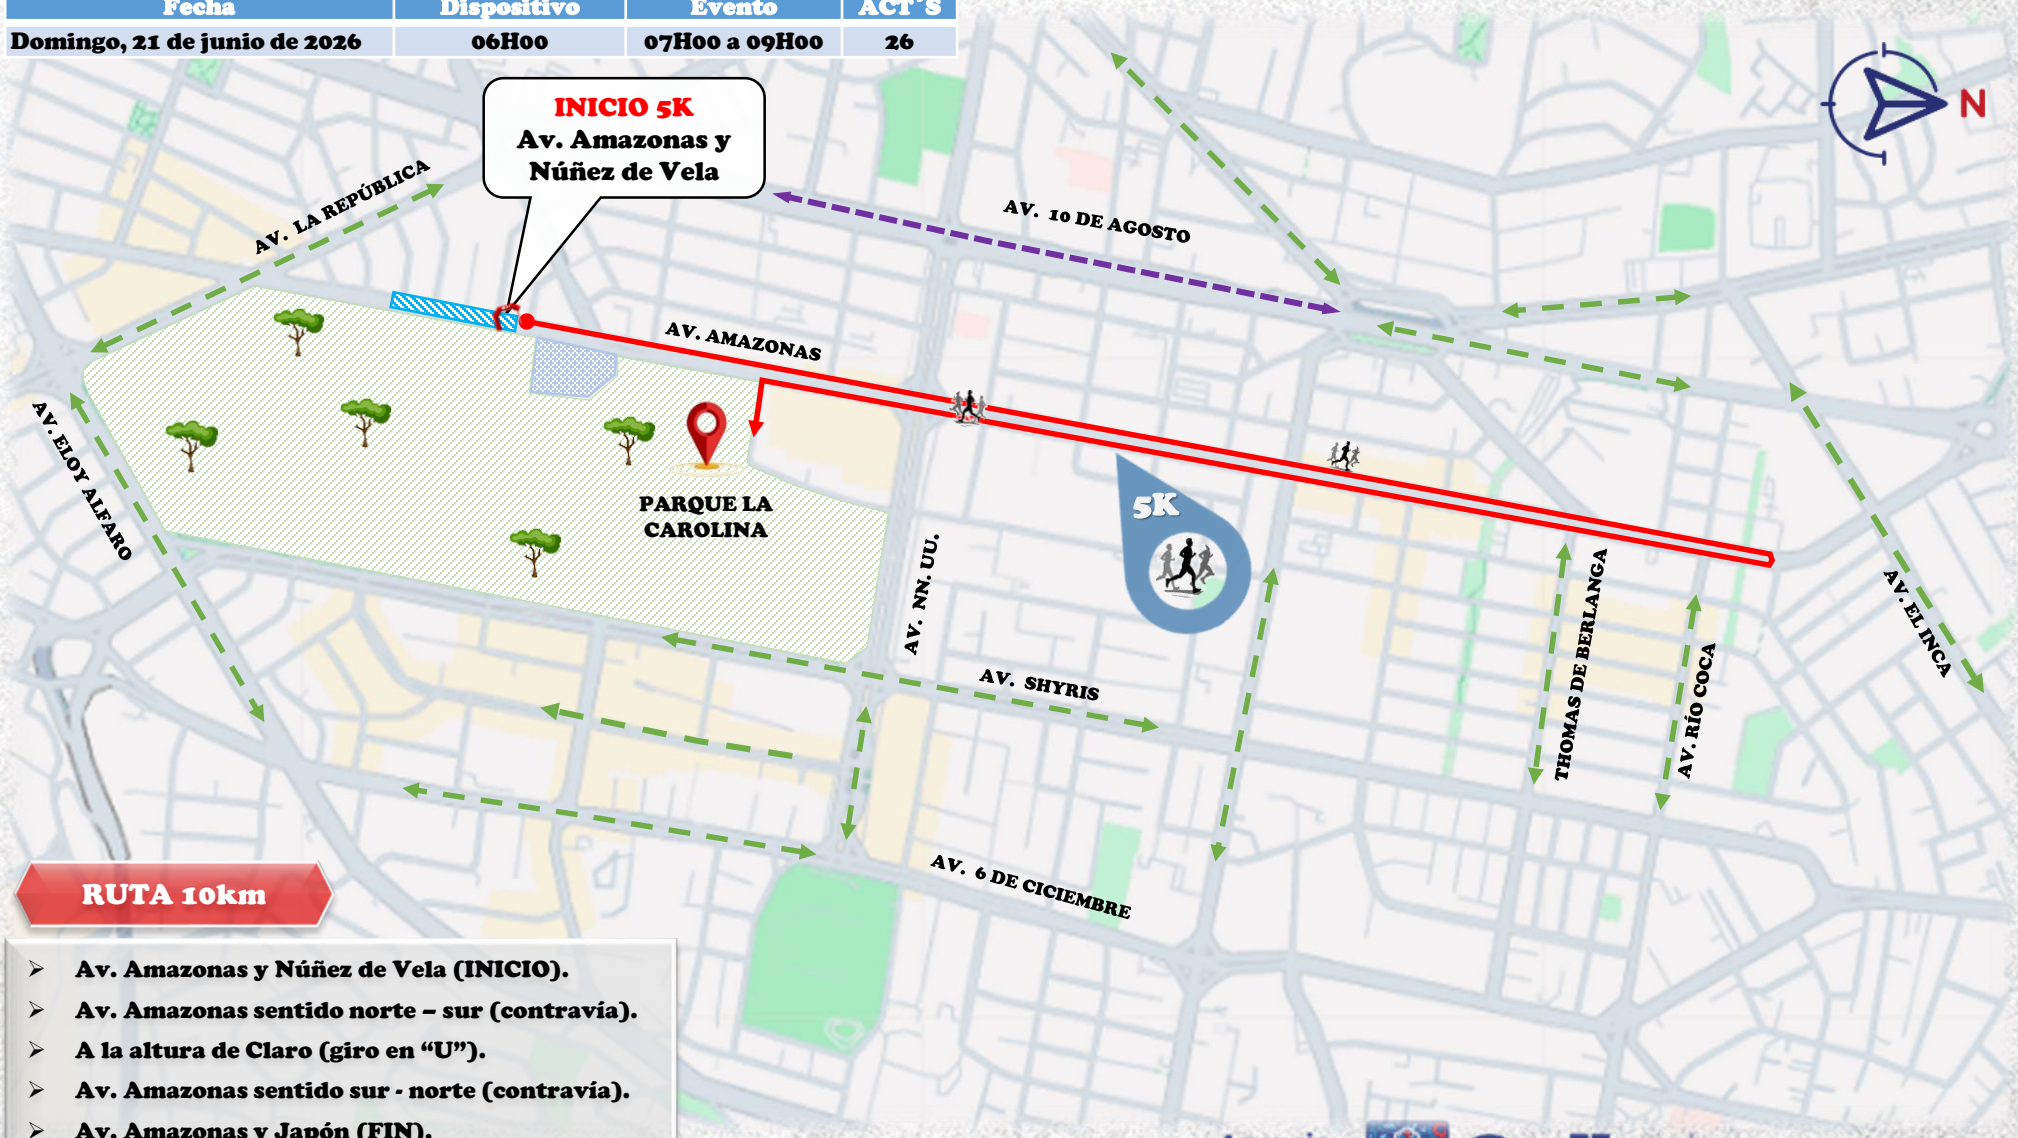 Fecha Dispositivo Evento ACT´S
Domingo, 21 de junio de 2026 06H00 07H00 a 09H00 26
INICIO 5K
Av. Amazonas y
Núñez de Vela
N
AV. LA REPÚBLICA
AV. 10 DE AGOSTO
AV. AMAZONAS
AV. ELOY ALFARO
PARQUE LA
CAROLINA
5K
AV. NN. UU.
THOMAS DE BERLANGA
AV. RÍO COCA
AV. EL INCA
AV. SHYRIS
AV. 6 DE CICIEMBRE
RUTA 10km
➢ Av. Amazonas y Núñez de Vela (INICIO).
➢ Av. Amazonas sentido norte – sur (contravía).
➢ A la altura de Claro (giro en “U”).
➢ Av. Amazonas sentido sur - norte (contravía).
➢ Av. Amazonas y Japón (FIN).